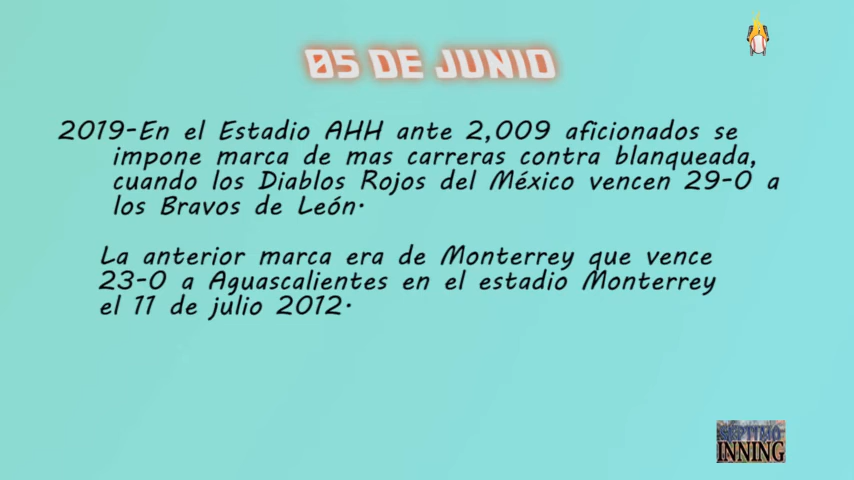 05 DE JUNIO
2019-En el Estadio AHH ante 2,009 aficionados se
impone marca de mas carreras contra blanqueada,
cuando los Diablos Rojos del México vencen 29-0 a
los Bravos de León.
La anterior marca era de Monterrey que vence
23-0 a Aguascalientes en el estadio Monterrey
el 11 de julio 2012.
SÉPTIMO
INNING